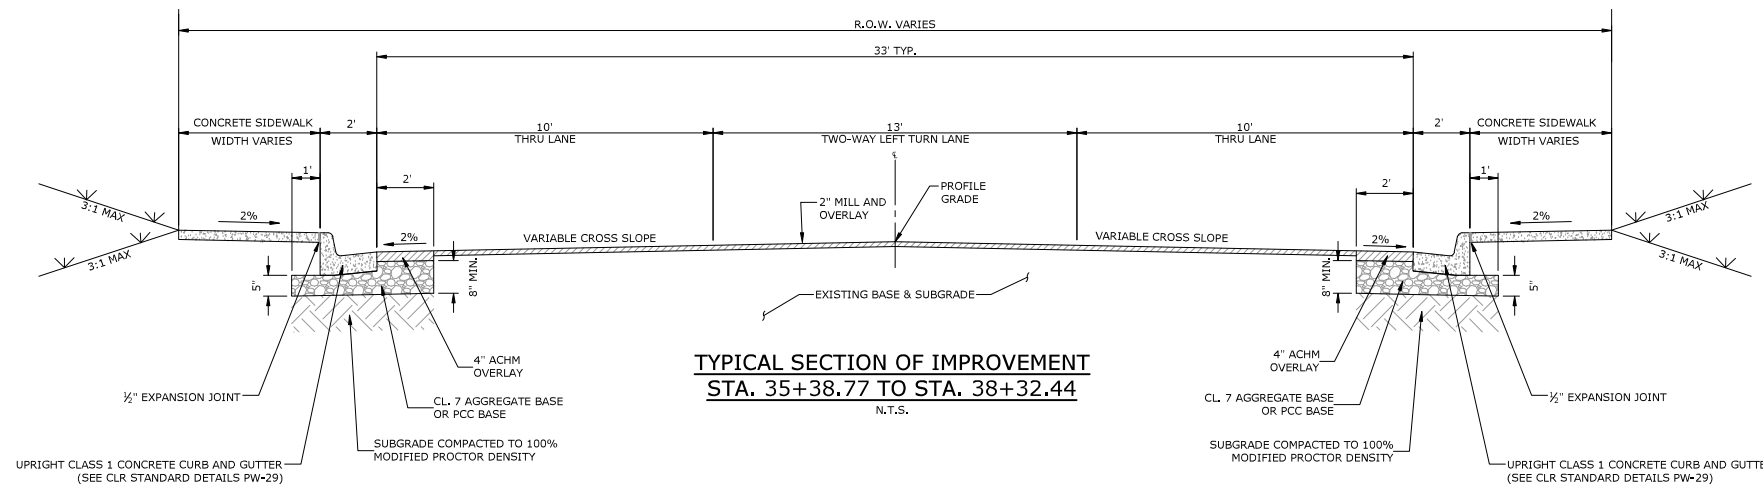 R.O.W. VARIES
33' TYP.
CONCRETE SIDEWALK
WIDTH VARIES
2'
10'
THRU LANE
13'
TWO-WAY LEFT TURN LANE
10'
THRU LANE
2'
CONCRETE SIDEWALK
WIDTH VARIES
1'
2'
℄
2'
1'
3:1 MAX
3:1 MAX
2%
2%
2" MILL AND
OVERLAY
PROFILE
GRADE
VARIABLE CROSS SLOPE
VARIABLE CROSS SLOPE
2%
2%
3:1 MAX
3:1 MAX
5"
8" MIN.
EXISTING BASE & SUBGRADE
8" MIN.
5"
4" ACHM
OVERLAY
½" EXPANSION JOINT
CL. 7 AGGREGATE BASE
OR PCC BASE
SUBGRADE COMPACTED TO 100%
MODIFIED PROCTOR DENSITY
UPRIGHT CLASS 1 CONCRETE CURB AND GUTTER
(SEE CLR STANDARD DETAILS PW-29)
TYPICAL SECTION OF IMPROVEMENT
STA. 35+38.77 TO STA. 38+32.44
N.T.S.
4" ACHM
OVERLAY
CL. 7 AGGREGATE BASE
OR PCC BASE
½" EXPANSION JOINT
SUBGRADE COMPACTED TO 100%
MODIFIED PROCTOR DENSITY
UPRIGHT CLASS 1 CONCRETE CURB AND GUTTE
(SEE CLR STANDARD DETAILS PW-29)